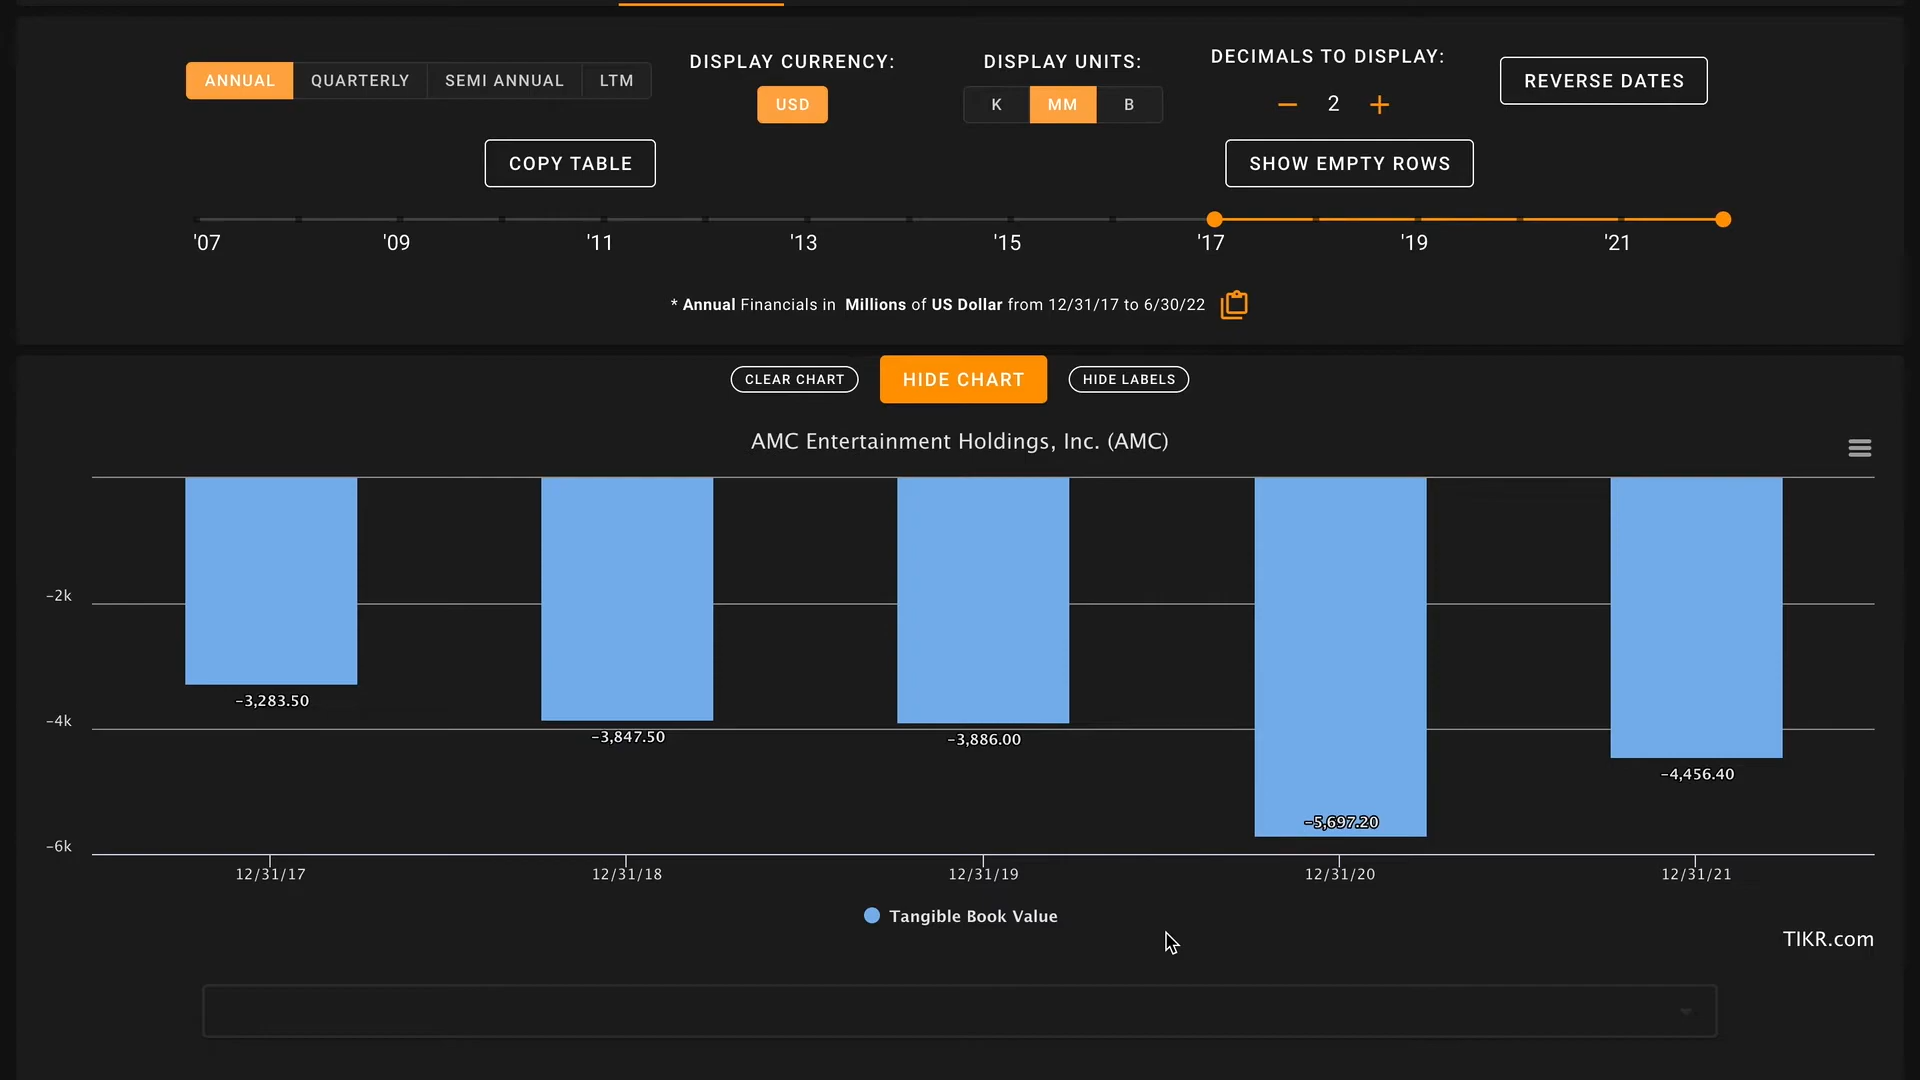 ANNUAL QUARTERLY SEMI ANNUAL LTM
DISPLAY CURRENCY:
USD
DISPLAY UNITS:
K MM B
DECIMALS TO DISPLAY:
− 2 +
REVERSE DATES
COPY TABLE
SHOW EMPTY ROWS
'07 '09 '11 '13 '15 '17 '19 '21
* Annual Financials in Millions of US Dollar from 12/31/17 to 6/30/22
CLEAR CHART
HIDE CHART
HIDE LABELS
AMC Entertainment Holdings, Inc. (AMC)
-2k
-4k
-6k
-3,283.50
-3,847.50
-3,886.00
-5,697.20
-4,456.40
12/31/17 12/31/18 12/31/19 12/31/20 12/31/21
Tangible Book Value
TIKR.com